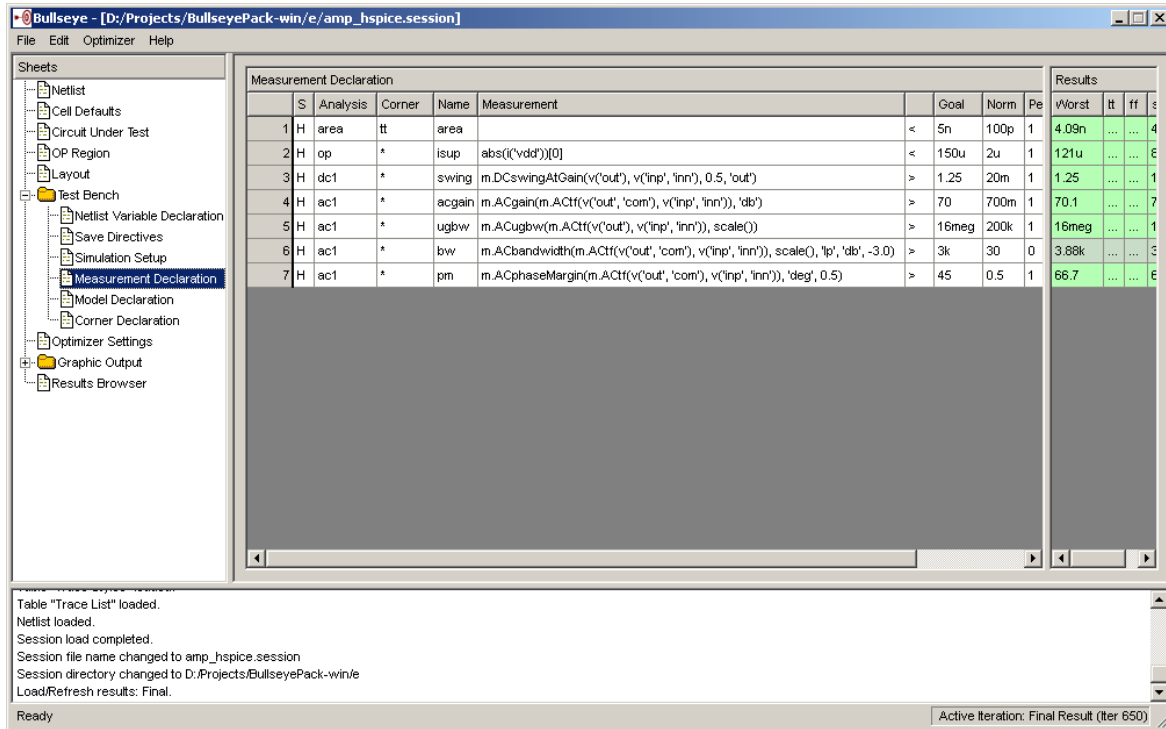 Bullseye - [D:/Projects/BullseyePack-win/e/amp_hspice.session]
File Edit Optimizer Help
Sheets
Netlist
Cell Defaults
Circuit Under Test
OP Region
Layout
Test Bench
Netlist Variable Declaration
Save Directives
Simulation Setup
Measurement Declaration
Model Declaration
Corner Declaration
Optimizer Settings
Graphic Output
Results Browser
Measurement Declaration Results
S Analysis Corner Name Measurement Goal Norm Pe Worst tt ff s
1 H area tt area < 5n 100p 1 4.09n ... ... 4
2 H op * isup abs(i('vdd'))[0] < 150u 2u 1 121u ... ... 8
3 H dc1 * swing m.DCswingAtGain(v('out'), v('inp', 'inn'), 0.5, 'out') > 1.25 20m 1 1.25 ... ... 1
4 H ac1 * acgain m.ACgain(m.ACtf(v('out', 'com'), v('inp', 'inn')), 'db') > 70 700m 1 70.1 ... ... 7
5 H ac1 * ugbw m.ACugbw(m.ACtf(v('out'), v('inp', 'inn')), scale()) > 16meg 200k 1 16meg ... ... 1
6 H ac1 * bw m.ACbandwidth(m.ACtf(v('out', 'com'), v('inp', 'inn')), scale(), 'lp', 'db', -3.0) > 3k 30 0 3.88k ... ... 3
7 H ac1 * pm m.ACphaseMargin(m.ACtf(v('out', 'com'), v('inp', 'inn')), 'deg', 0.5) > 45 0.5 1 66.7 ... ... 6
Table "Trace List" loaded.
Netlist loaded.
Session load completed.
Session file name changed to amp_hspice.session
Session directory changed to D:/Projects/BullseyePack-win/e
Load/Refresh results: Final.
Ready Active Iteration: Final Result (Iter 650)